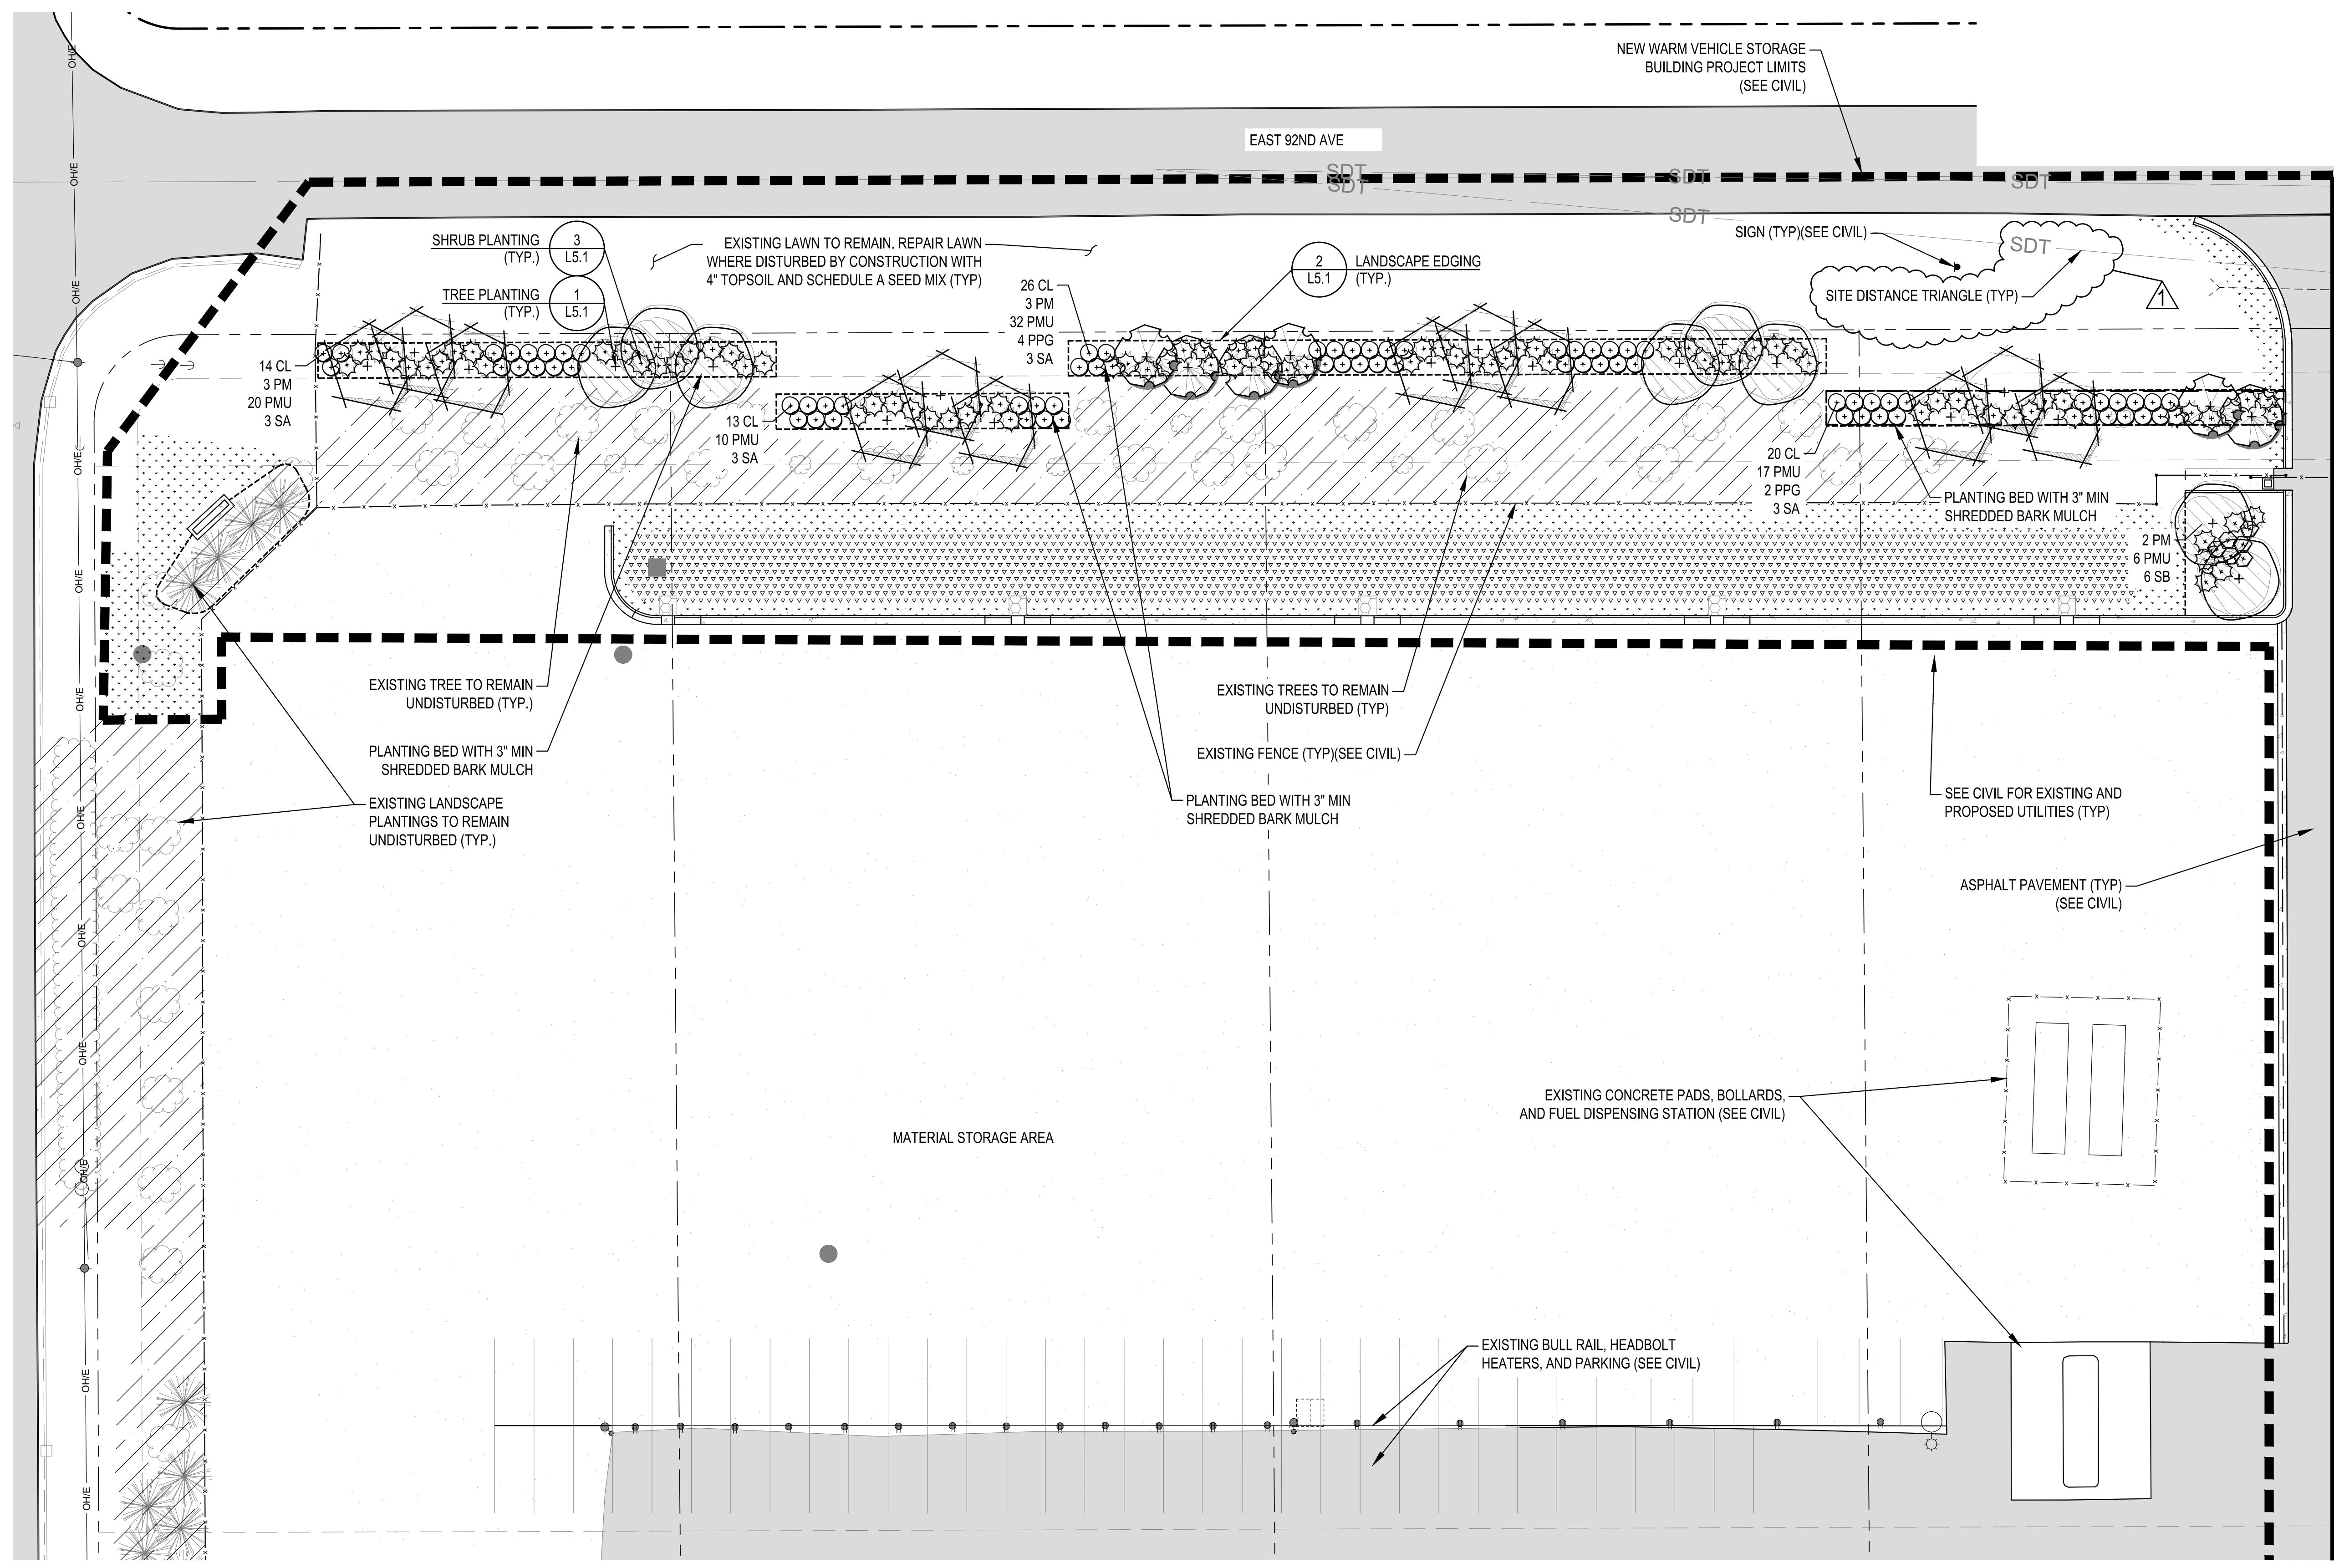 NEW WARM VEHICLE STORAGE
BUILDING PROJECT LIMITS
(SEE CIVIL)
EAST 92ND AVE
SDT
SDT
SDT
SDT
SDT
SDT
SHRUB PLANTING
(TYP.)
3
L5.1
TREE PLANTING
(TYP.)
1
L5.1
EXISTING LAWN TO REMAIN. REPAIR LAWN
WHERE DISTURBED BY CONSTRUCTION WITH
4" TOPSOIL AND SCHEDULE A SEED MIX (TYP)
2
L5.1
LANDSCAPE EDGING
(TYP.)
SIGN (TYP)(SEE CIVIL)
SITE DISTANCE TRIANGLE (TYP)
1
14 CL
3 PM
20 PMU
3 SA
26 CL
3 PM
32 PMU
4 PPG
3 SA
13 CL
10 PMU
3 SA
20 CL
17 PMU
2 PPG
3 SA
PLANTING BED WITH 3" MIN
SHREDDED BARK MULCH
2 PM
6 PMU
6 SB
EXISTING TREE TO REMAIN
UNDISTURBED (TYP.)
PLANTING BED WITH 3" MIN
SHREDDED BARK MULCH
EXISTING LANDSCAPE
PLANTINGS TO REMAIN
UNDISTURBED (TYP.)
EXISTING TREES TO REMAIN
UNDISTURBED (TYP)
EXISTING FENCE (TYP)(SEE CIVIL)
PLANTING BED WITH 3" MIN
SHREDDED BARK MULCH
SEE CIVIL FOR EXISTING AND
PROPOSED UTILITIES (TYP)
ASPHALT PAVEMENT (TYP)
(SEE CIVIL)
EXISTING CONCRETE PADS, BOLLARDS,
AND FUEL DISPENSING STATION (SEE CIVIL)
MATERIAL STORAGE AREA
EXISTING BULL RAIL, HEADBOLT
HEATERS, AND PARKING (SEE CIVIL)
OH/E
OH/E
OH/E
OH/E
OH/E
OH/E
OH/E
OH/E
OH/E
OH/E
OH/E
OH/E